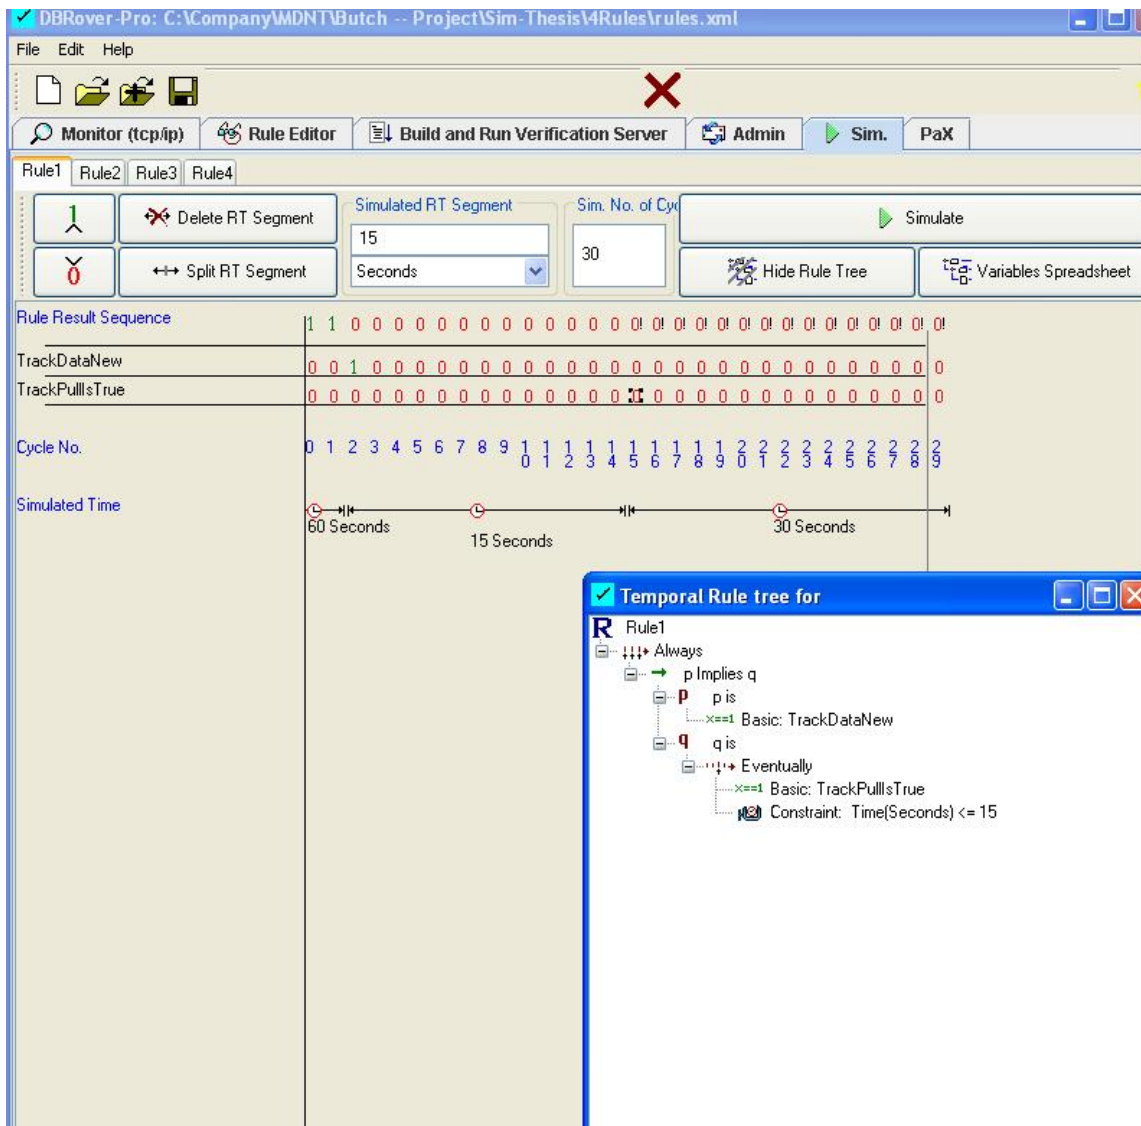 DBRover-Pro: C:\Company\MDNT\Butch -- Project\Sim-Thesis\4Rules\rules.xml
File Edit Help
Monitor (tcp/ip) Rule Editor Build and Run Verification Server Admin Sim. PaX
Rule1 Rule2 Rule3 Rule4
1 Delete RT Segment Simulated RT Segment Sim. No. of Cyc Simulate
15
30
0 Split RT Segment Seconds Hide Rule Tree Variables Spreadsheet
Rule Result Sequence 1 1 0 0 0 0 0 0 0 0 0 0 0 0 0 0! 0! 0! 0! 0! 0! 0! 0! 0! 0! 0! 0! 0! 0! 0!
TrackDataNew 0 0 1 0 0 0 0 0 0 0 0 0 0 0 0 0 0 0 0 0 0 0 0 0 0 0 0 0 0 0
TrackPullIsTrue 0 0 0 0 0 0 0 0 0 0 0 0 0 0 0 0 0 0 0 0 0 0 0 0 0 0 0 0 0 0
Cycle No. 0 1 2 3 4 5 6 7 8 9 10 11 12 13 14 15 16 17 18 19 20 21 22 23 24 25 26 27 28 29
Simulated Time
60 Seconds 15 Seconds 30 Seconds
Temporal Rule tree for
R Rule1
Always
p Implies q
p p is
x==1 Basic: TrackDataNew
q q is
Eventually
x==1 Basic: TrackPullIsTrue
Constraint: Time(Seconds) <= 15